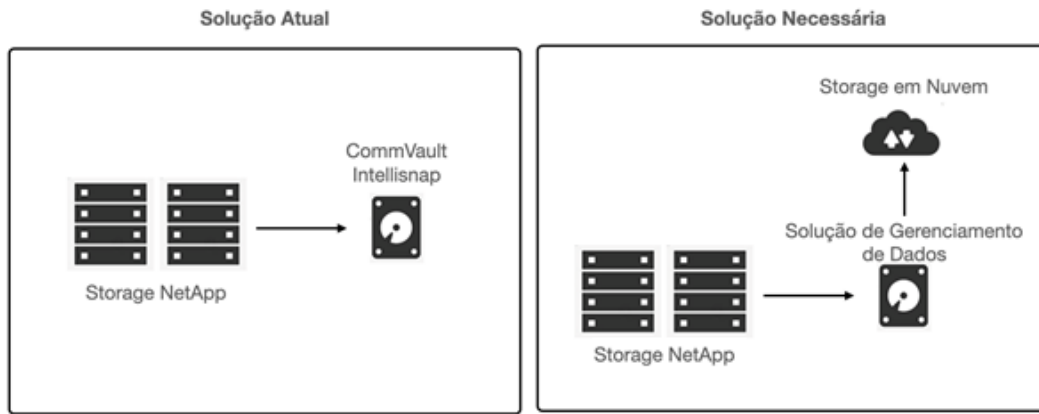 Solução Atual
CommVault
Intellisnap
Storage NetApp
Solução Necessária
Storage em Nuvem
Solução de Gerenciamento
de Dados
Storage NetApp